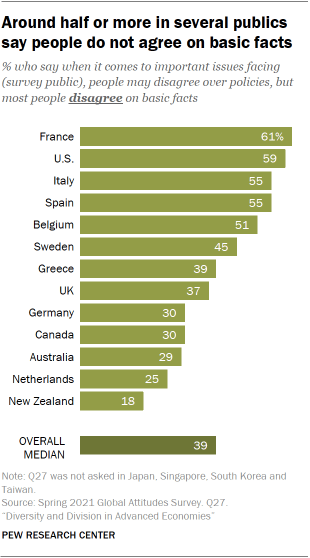 Around half or more in several publics
say people do not agree on basic facts
% who say when it comes to important issues facing
(survey public), people may disagree over policies, but
most people disagree on basic facts
France 61%
U.S. 59
Italy 55
Spain 55
Belgium 51
Sweden 45
Greece 39
UK 37
Germany 30
Canada 30
Australia 29
Netherlands 25
New Zealand 18
OVERALL
MEDIAN 39
Note: Q27 was not asked in Japan, Singapore, South Korea and
Taiwan.
Source: Spring 2021 Global Attitudes Survey. Q27.
“Diversity and Division in Advanced Economies”
PEW RESEARCH CENTER